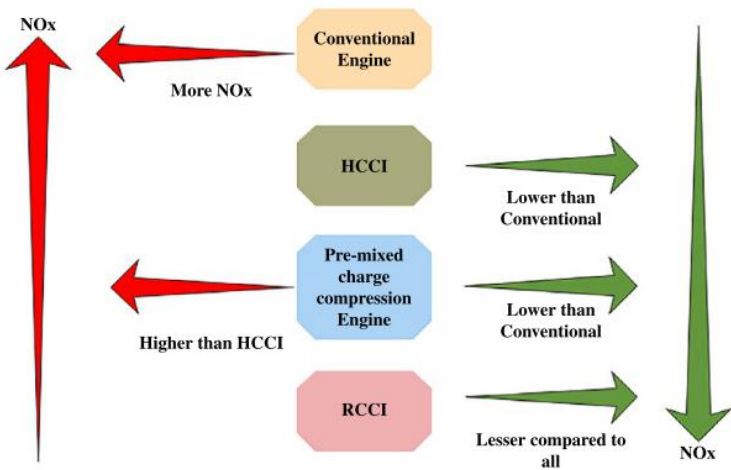 NOx
Conventional
Engine
More NOx
HCCI
Lower than
Conventional
Pre-mixed
charge
compression
Engine
Higher than HCCI
Lower than
Conventional
RCCI
Lesser compared to
all
NOx